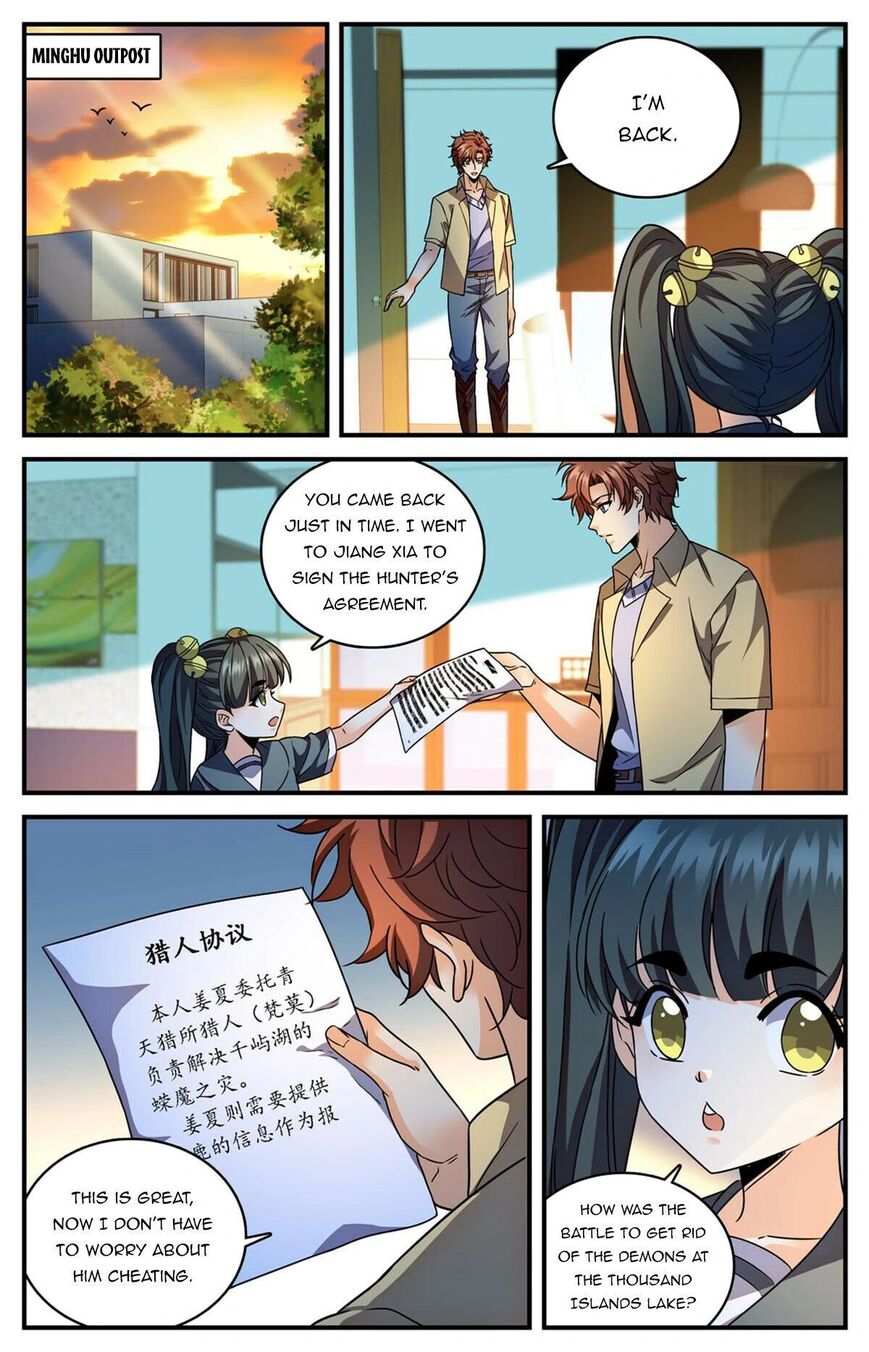 MINGHU OUTPOST
I'M
BACK.
YOU CAME BACK
JUST IN TIME. I WENT
TO JIANG XIA TO
SIGN THE HUNTER'S
AGREEMENT.
猎人协议
本人姜夏委托青
天猎所猎人（梵莫）
负责解决千屿湖的
蝾魔之灾。
姜夏则需要提供
鹿的信息作为报
THIS IS GREAT,
NOW I DON'T HAVE
TO WORRY ABOUT
HIM CHEATING.
HOW WAS THE
BATTLE TO GET RID
OF THE DEMONS AT
THE THOUSAND
ISLANDS LAKE?